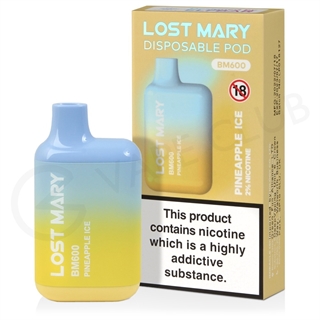 LOST MARY
DISPOSABLE POD
BM600
18
PINEAPPLE ICE
2% NICOTINE
This product
contains nicotine
which is a highly
addictive
substance.
LOST MARY
BM600
PINEAPPLE ICE